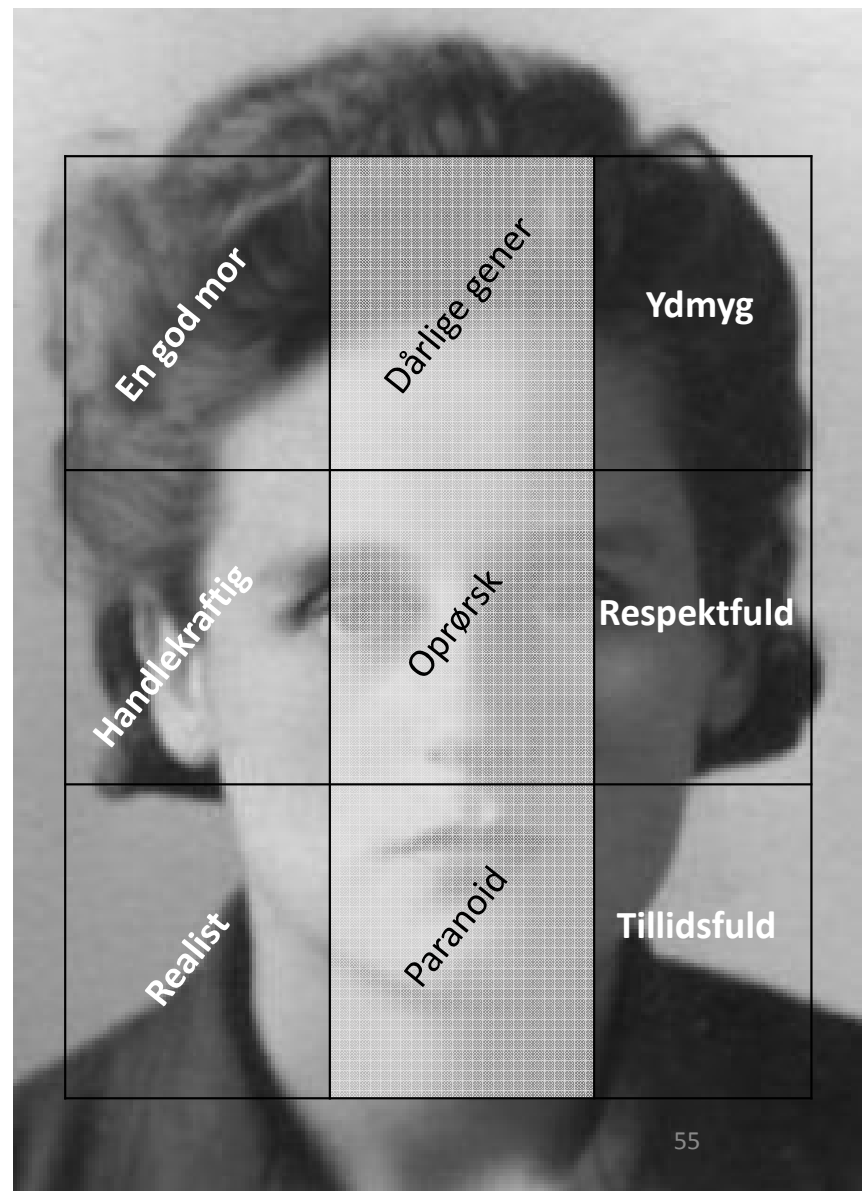 En god mor
Dårlige gener
Ydmyg
Handlekraftig
Oprørsk
Respektfuld
Realist
Paranoid
Tillidsfuld
55